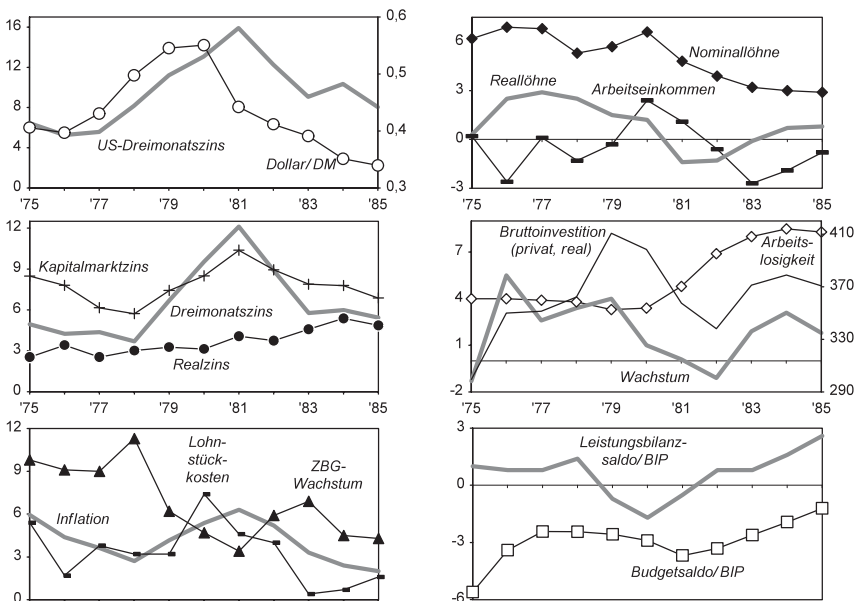 16
12
8
4
0
0,6
0,5
0,4
0,3
US-Dreimonatszins
Dollar/DM
'75
'77
'79
'81
'83
'85
6
3
0
-3
Nominallöhne
Reallöhne
Arbeitseinkommen
'75
'77
'79
'81
'83
'85
12
9
6
3
0
Kapitalmarktzins
Dreimonatszins
Realzins
'75
'77
'79
'81
'83
'85
7
4
1
-2
410
370
330
290
Bruttoinvestition
(privat, real)
Arbeits-
losigkeit
Wachstum
'75
'77
'79
'81
'83
'85
12
9
6
3
0
Lohn-
stück-
kosten
ZBG-
Wachstum
Inflation
3
0
-3
-6
Leistungsbilanz-
saldo/BIP
Budgetsaldo/BIP